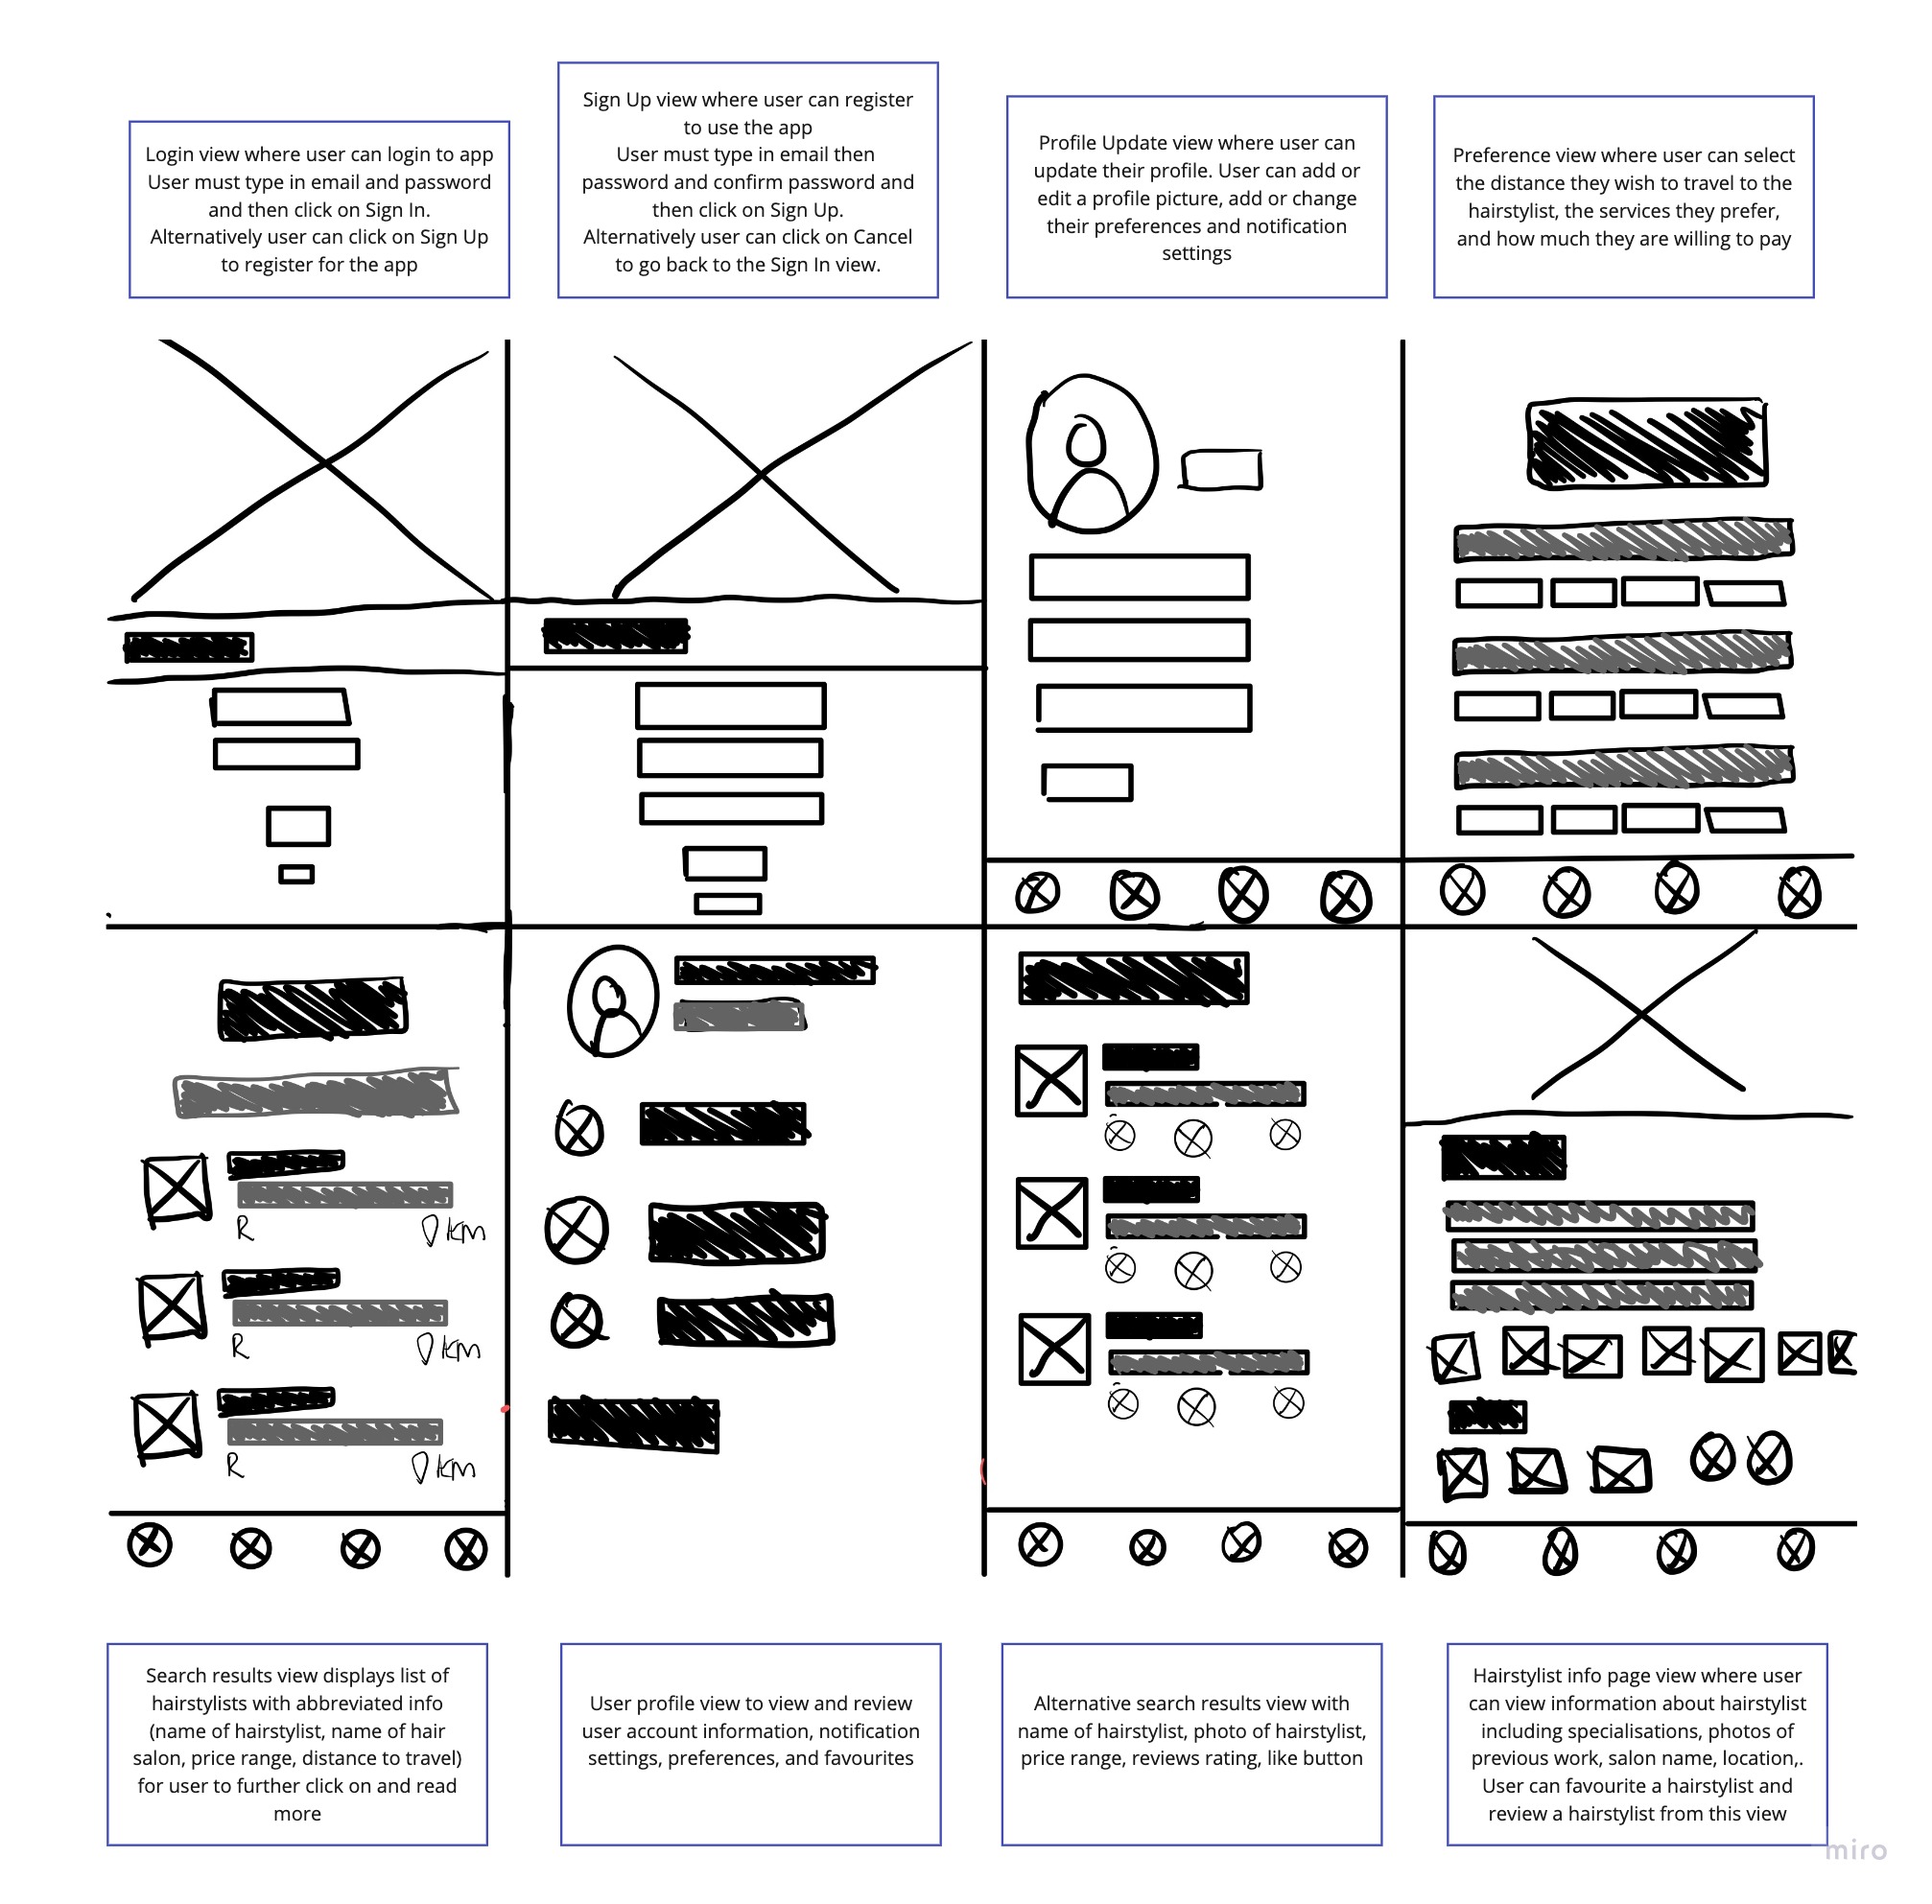 Login view where user can login to app
User must type in email and password
and then click on Sign In.
Alternatively user can click on Sign Up
to register for the app
Sign Up view where user can register
to use the app
User must type in email then
password and confirm password and
then click on Sign Up.
Alternatively user can click on Cancel
to go back to the Sign In view.
Profile Update view where user can
update their profile. User can add or
edit a profile picture, add or change
their preferences and notification
settings
Preference view where user can select
the distance they wish to travel to the
hairstylist, the services they prefer,
and how much they are willing to pay
R km
R km
R km
Search results view displays list of
hairstylists with abbreviated info
(name of hairstylist, name of hair
salon, price range, distance to travel)
for user to further click on and read
more
User profile view to view and review
user account information, notification
settings, preferences, and favourites
Alternative search results view with
name of hairstylist, photo of hairstylist,
price range, reviews rating, like button
Hairstylist info page view where user
can view information about hairstylist
including specialisations, photos of
previous work, salon name, location,.
User can favourite a hairstylist and
review a hairstylist from this view
miro